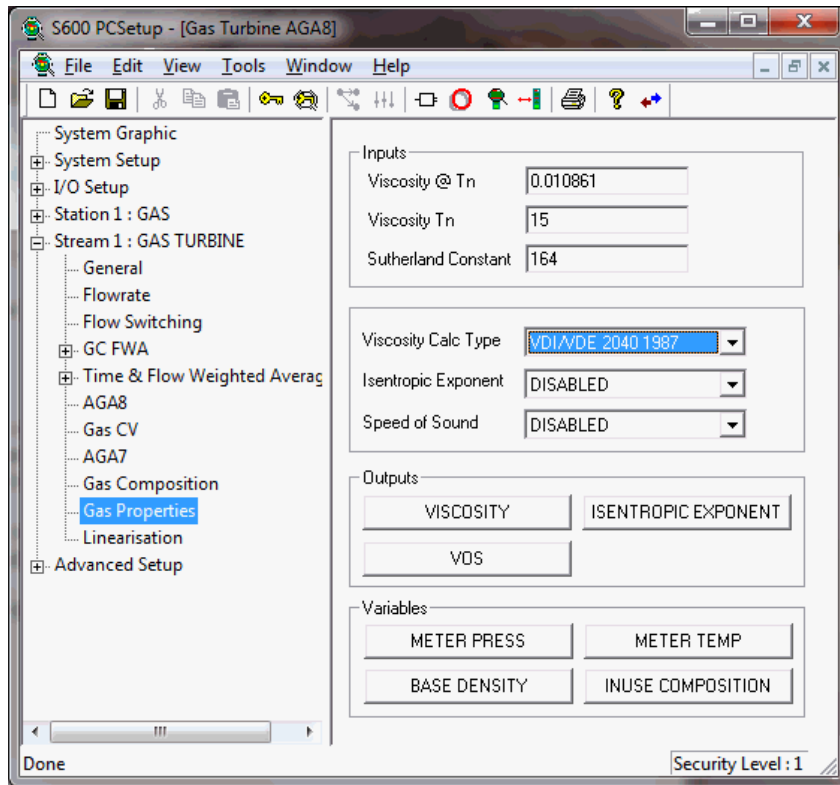 S600 PCSetup - [Gas Turbine AGA8]
File Edit View Tools Window Help
System Graphic
System Setup
I/O Setup
Station 1 : GAS
Stream 1 : GAS TURBINE
General
Flowrate
Flow Switching
GC FWA
Time & Flow Weighted Averag
AGA8
Gas CV
AGA7
Gas Composition
Gas Properties
Linearisation
Advanced Setup
Inputs
Viscosity @ Tn 0.010861
Viscosity Tn 15
Sutherland Constant 164
Viscosity Calc Type VDI/VDE 2040 1987
Isentropic Exponent DISABLED
Speed of Sound DISABLED
Outputs
VISCOSITY ISENTROPIC EXPONENT
VOS
Variables
METER PRESS METER TEMP
BASE DENSITY INUSE COMPOSITION
Done Security Level : 1